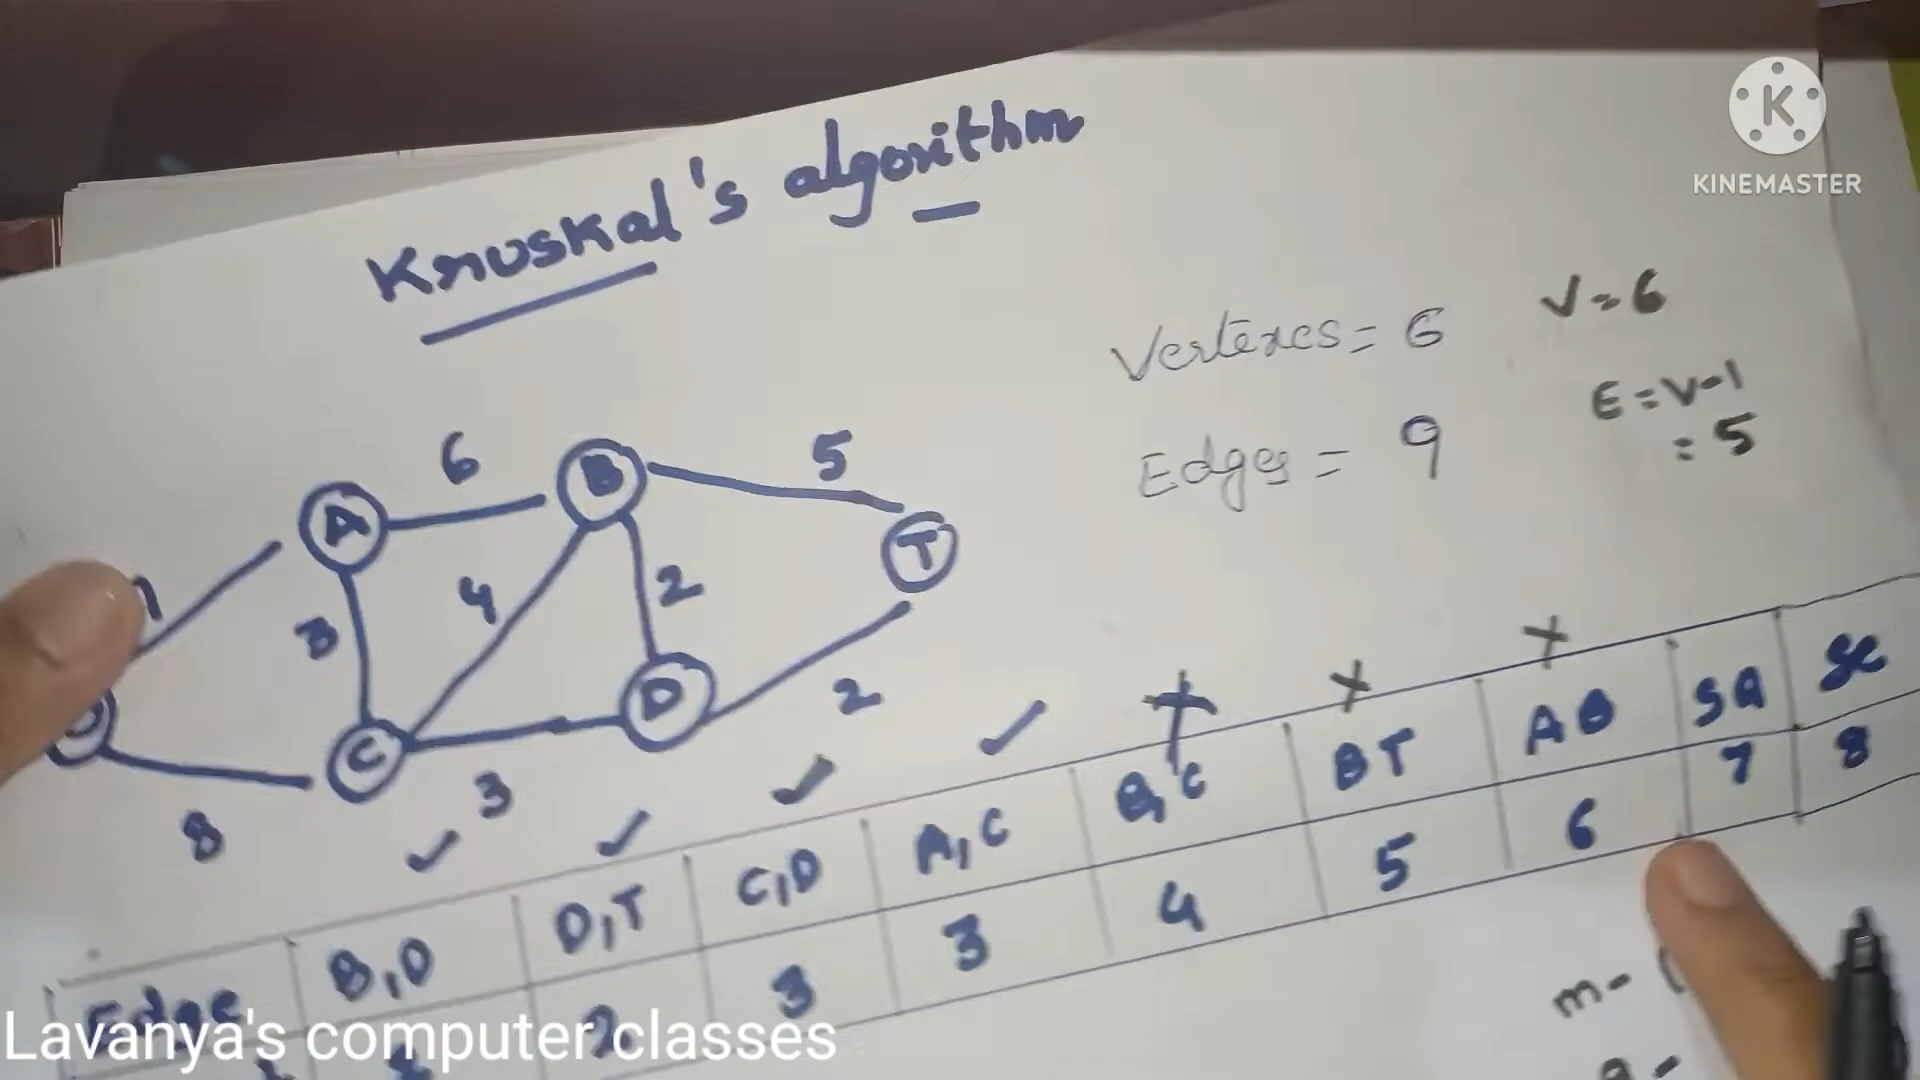 K
KINEMASTER
Kruskal's algorithm
Vertexes = 6
V = 6
Edges = 9
E = V-1
= 5
6
5
A
B
T
4
2
3
D
C
2
8
3
Edge B,D D,T C,D A,C B,C BT AB SA SC
2 3 3 4 5 6 7 8
m-
Lavanya's computer classes